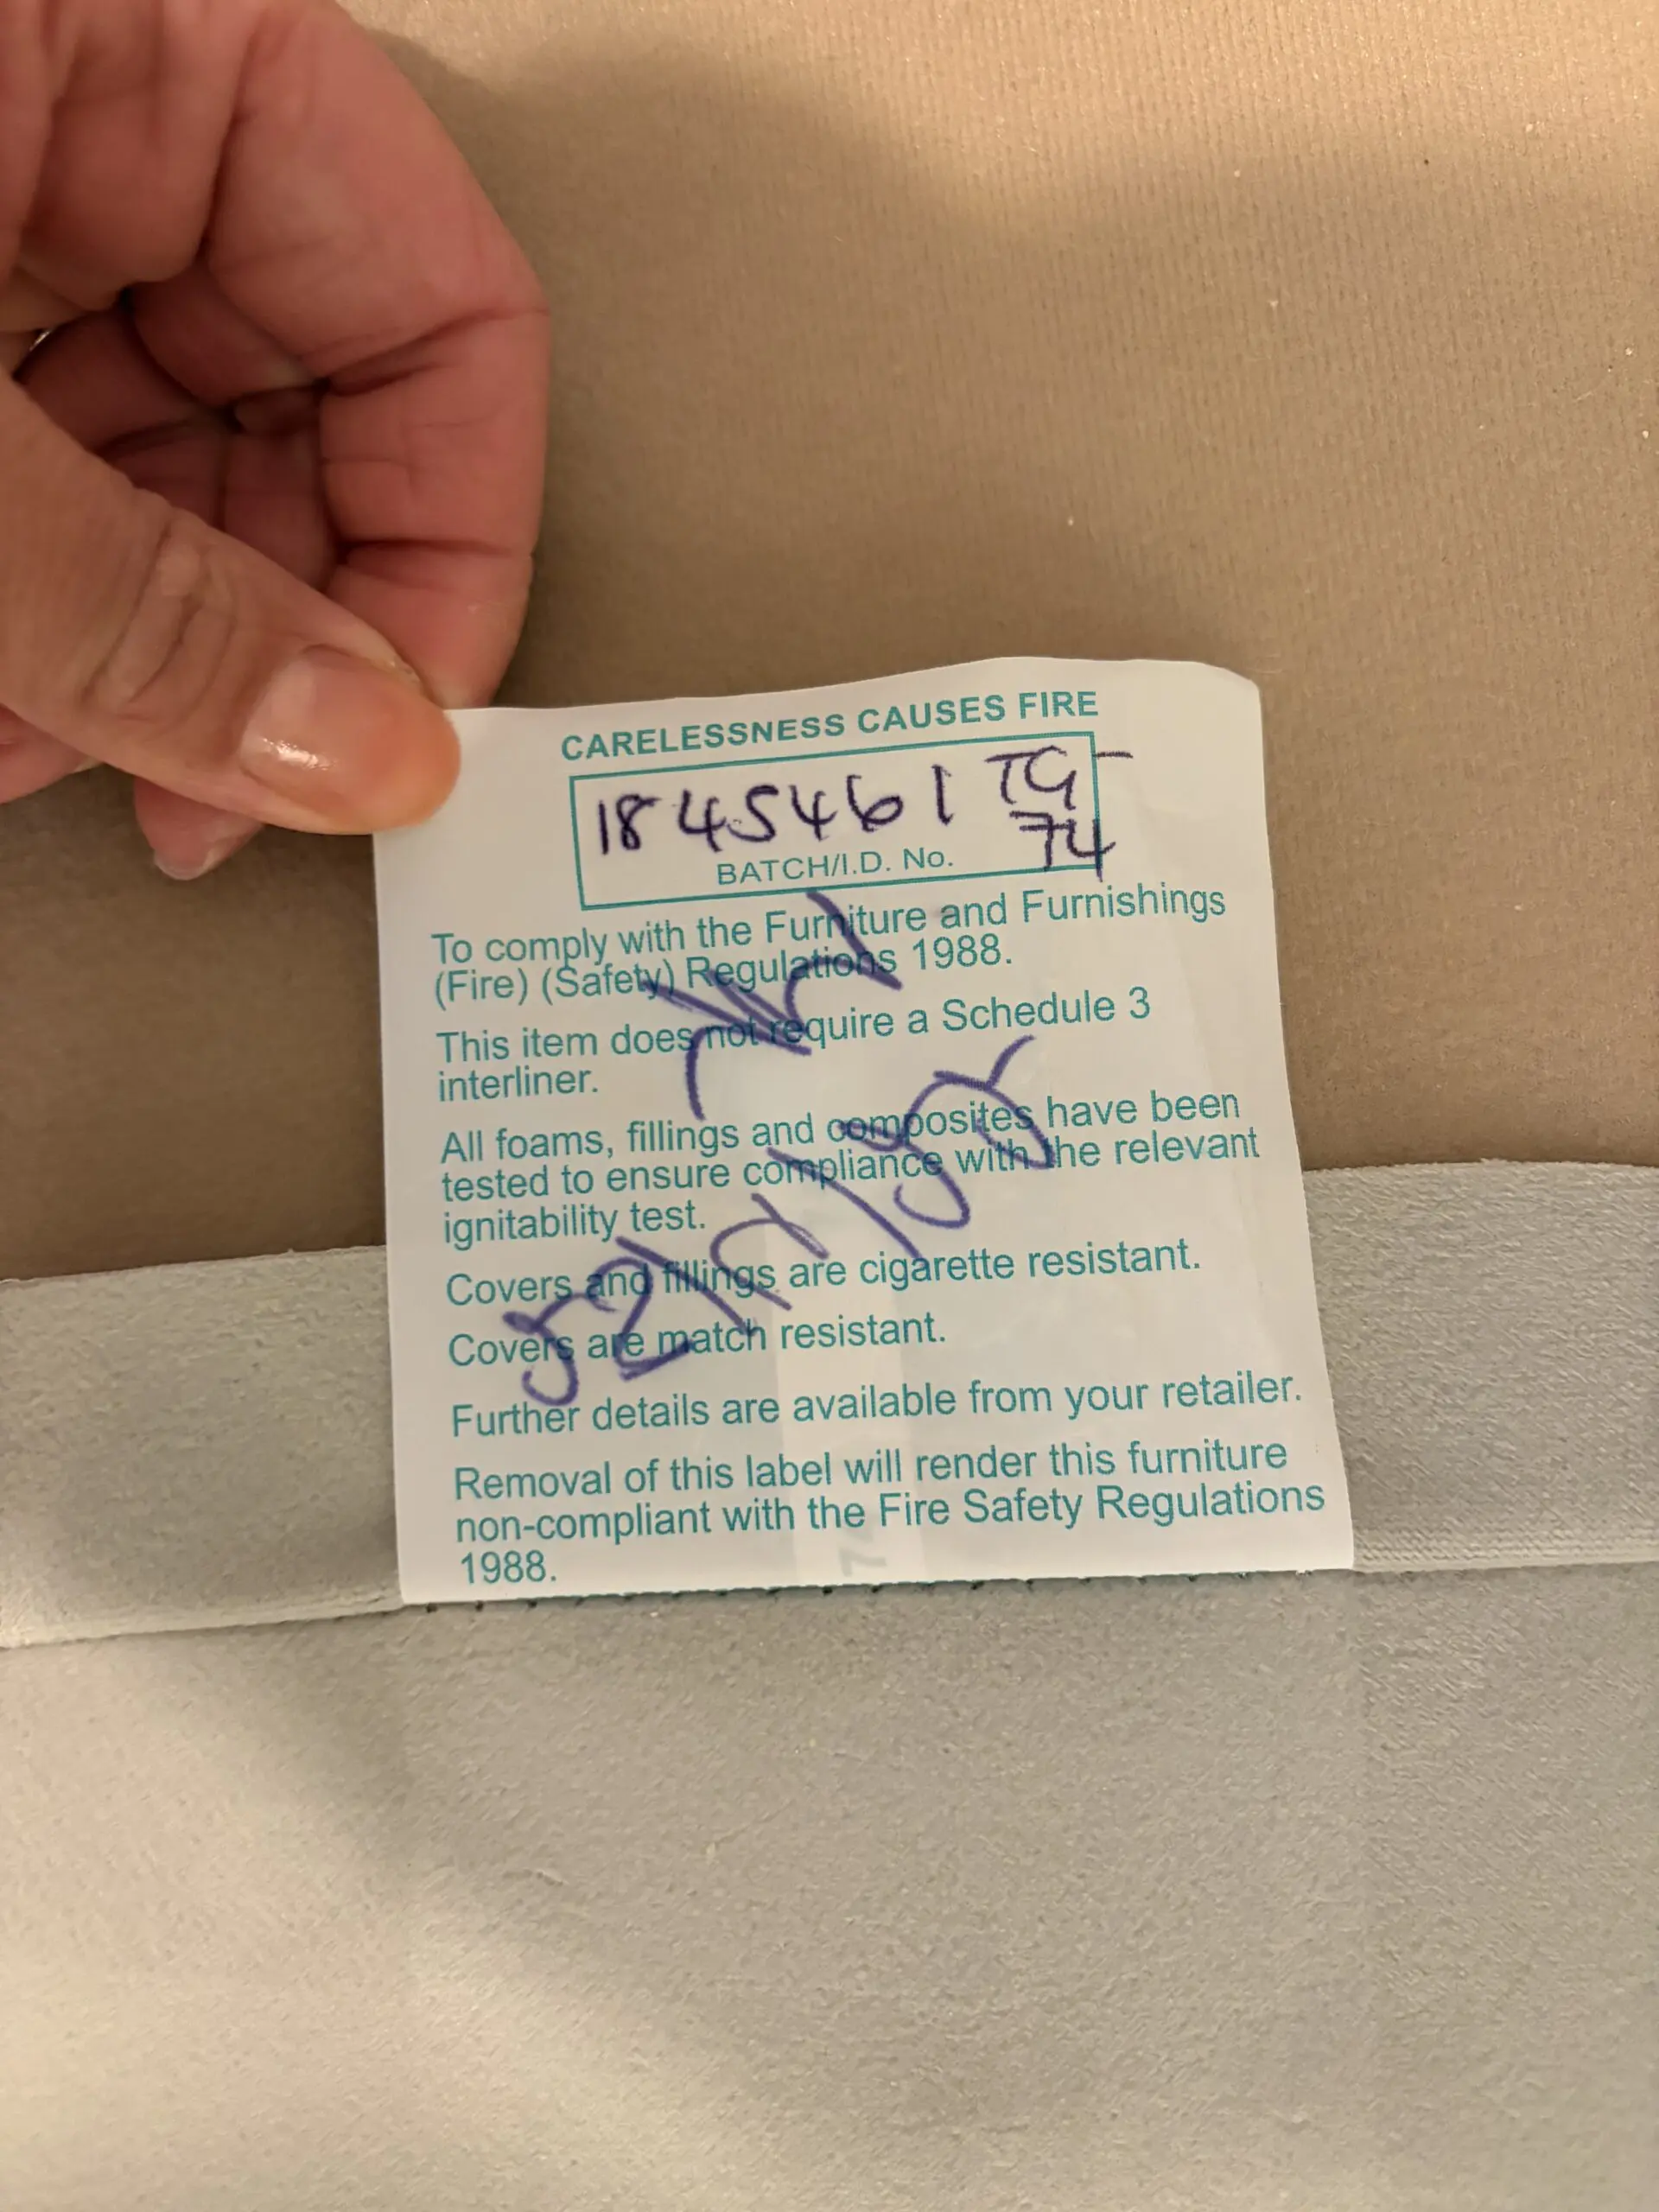 CARELESSNESS CAUSES FIRE
1845461 TG-
74
BATCH/I.D. No.
To comply with the Furniture and Furnishings
(Fire) (Safety) Regulations 1988.
This item does not require a Schedule 3
interliner.
All foams, fillings and composites have been
tested to ensure compliance with the relevant
ignitability test.
Covers and fillings are cigarette resistant.
Covers are match resistant.
Further details are available from your retailer.
Removal of this label will render this furniture
non-compliant with the Fire Safety Regulations
1988.